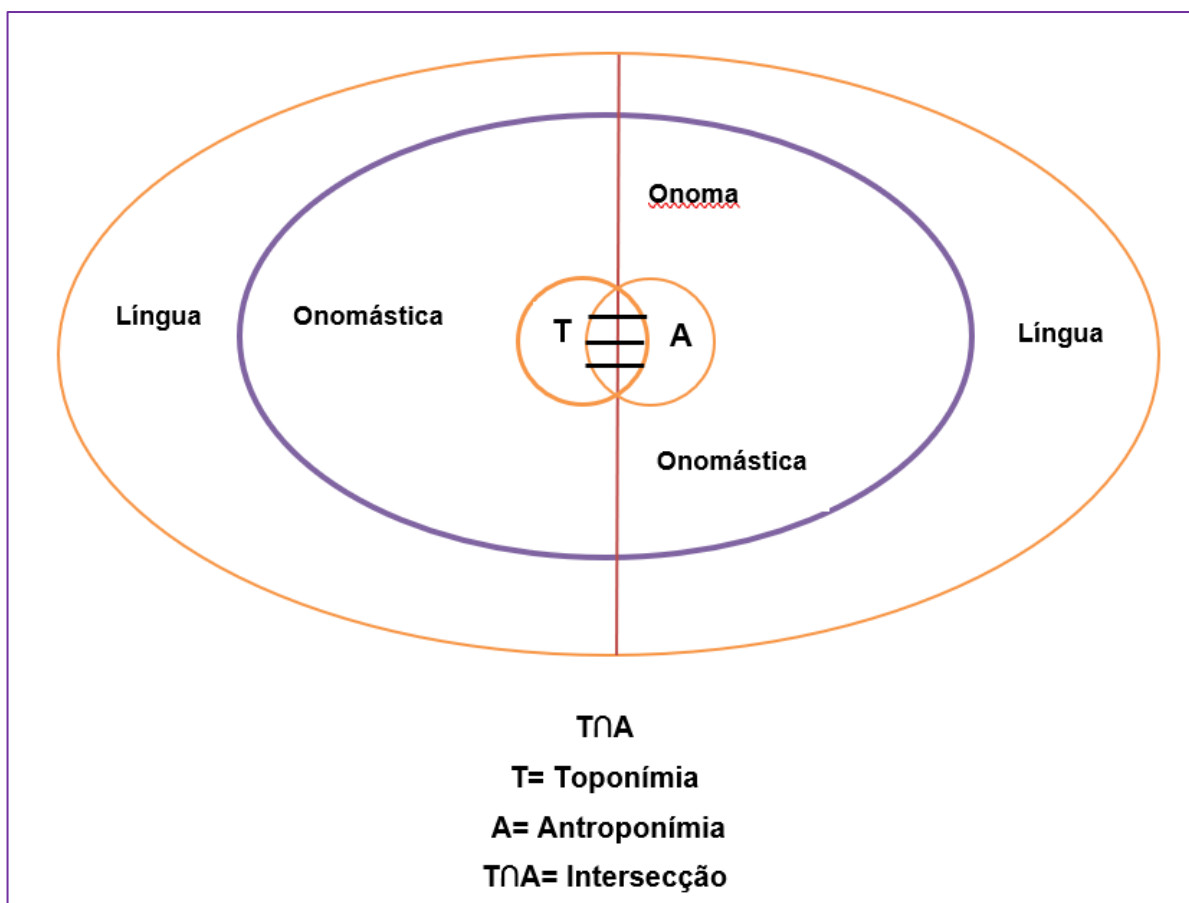 Onoma
Língua
Onomástica
T
A
Língua
Onomástica
T∩A
T= Toponímia
A= Antroponímia
T∩A= Intersecção